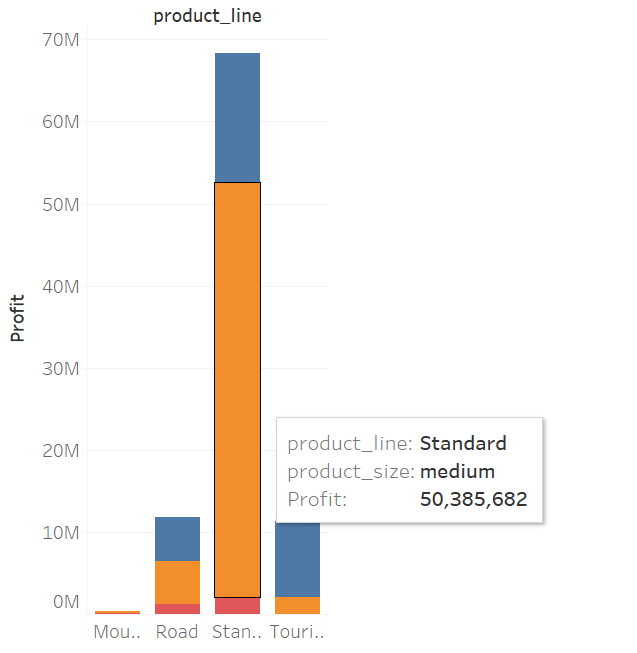 product_line
70M
60M
50M
40M
30M
20M
10M
0M
Profit
product_line: Standard
product_size: medium
Profit: 50,385,682
Mou.. Road Stan.. Touri..